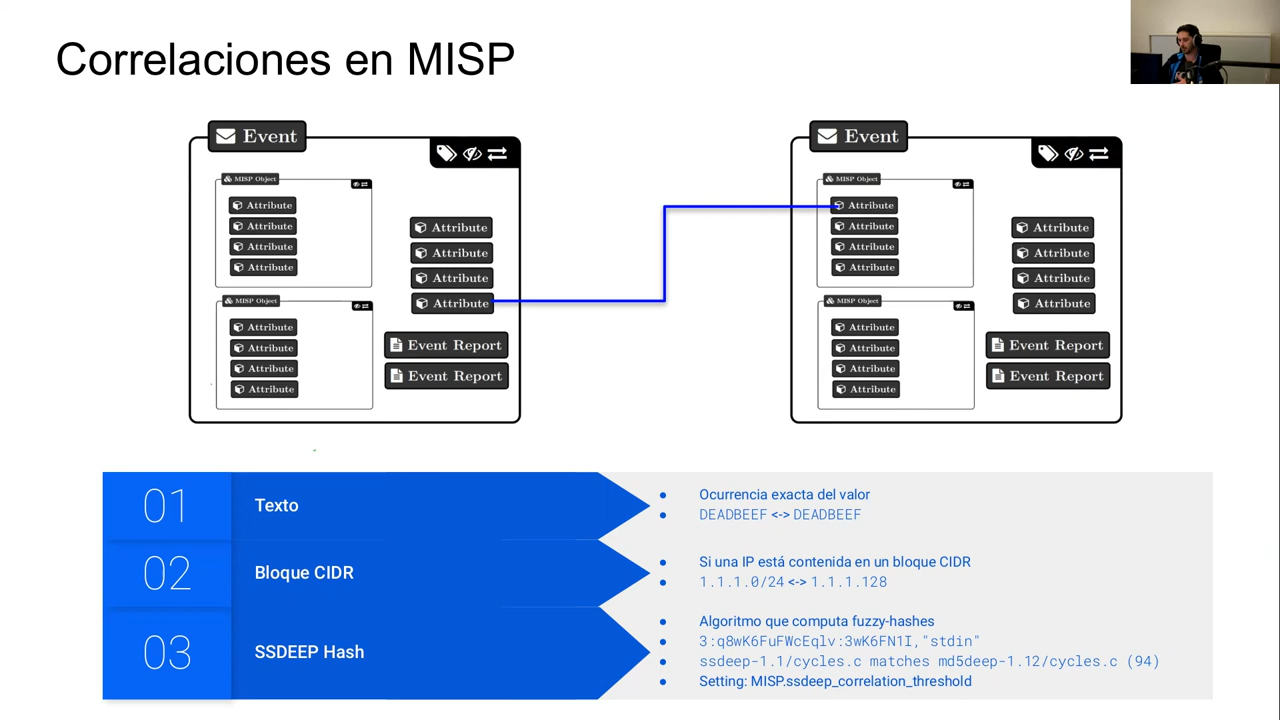 Correlaciones en MISP
Event
MISP Object
Attribute
Attribute
Attribute
Attribute
MISP Object
Attribute
Attribute
Attribute
Attribute
Attribute
Attribute
Attribute
Attribute
Event Report
Event Report
Event
MISP Object
Attribute
Attribute
Attribute
Attribute
MISP Object
Attribute
Attribute
Attribute
Attribute
Attribute
Attribute
Attribute
Attribute
Event Report
Event Report
01
Texto
Ocurrencia exacta del valor
DEADBEEF <-> DEADBEEF
02
Bloque CIDR
Si una IP está contenida en un bloque CIDR
1.1.1.0/24 <-> 1.1.1.128
03
SSDEEP Hash
Algoritmo que computa fuzzy-hashes
3:q8wK6FuFWcEqlv:3wK6FN1I,"stdin"
ssdeep-1.1/cycles.c matches md5deep-1.12/cycles.c (94)
Setting: MISP.ssdeep_correlation_threshold